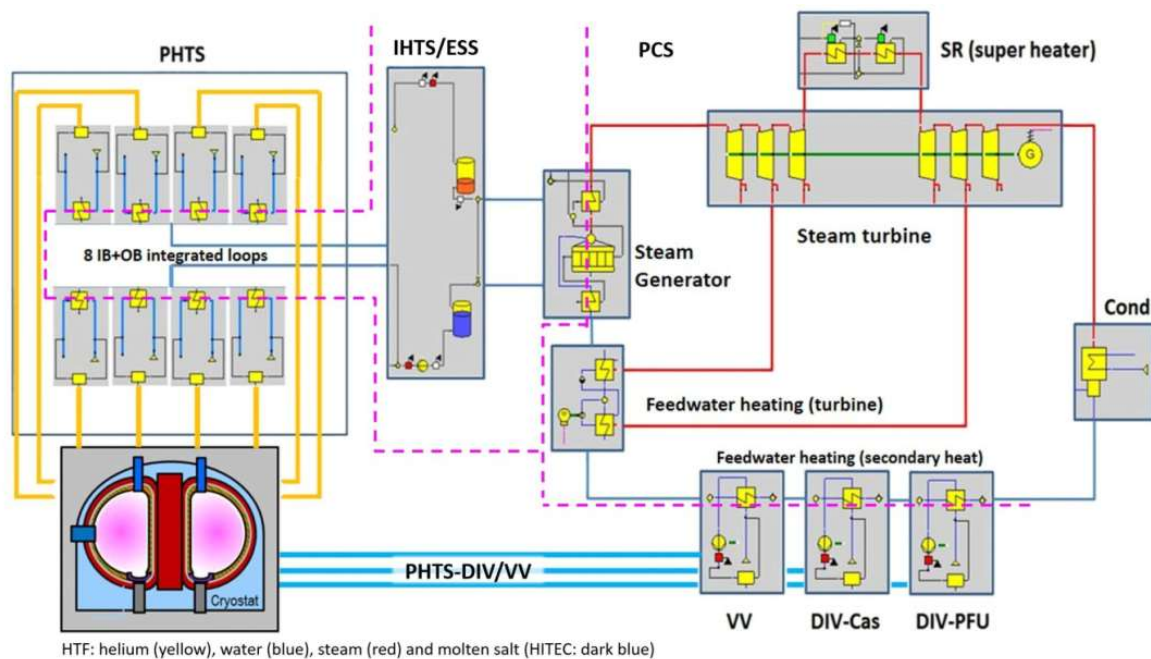 PHTS
IHTS/ESS
PCS
SR (super heater)
8 IB+OB integrated loops
G
Steam turbine
Steam
Generator
Cond
Feedwater heating (turbine)
Feedwater heating (secondary heat)
Cryostat
PHTS-DIV/VV
VV
DIV-Cas
DIV-PFU
HTF: helium (yellow), water (blue), steam (red) and molten salt (HITEC: dark blue)